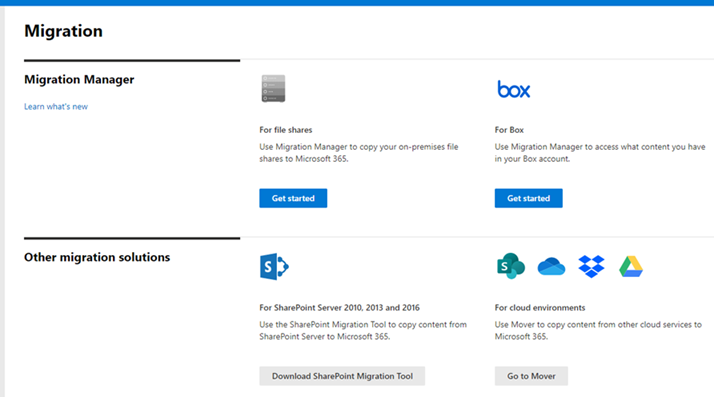 Migration
Migration Manager
Learn what's new
For file shares
Use Migration Manager to copy your on-premises file
shares to Microsoft 365.
Get started
box
For Box
Use Migration Manager to access what content you have
in your Box account.
Get started
Other migration solutions
S
For SharePoint Server 2010, 2013 and 2016
Use the SharePoint Migration Tool to copy content from
SharePoint Server to Microsoft 365.
Download SharePoint Migration Tool
S
For cloud environments
Use Mover to copy content from other cloud services to
Microsoft 365.
Go to Mover